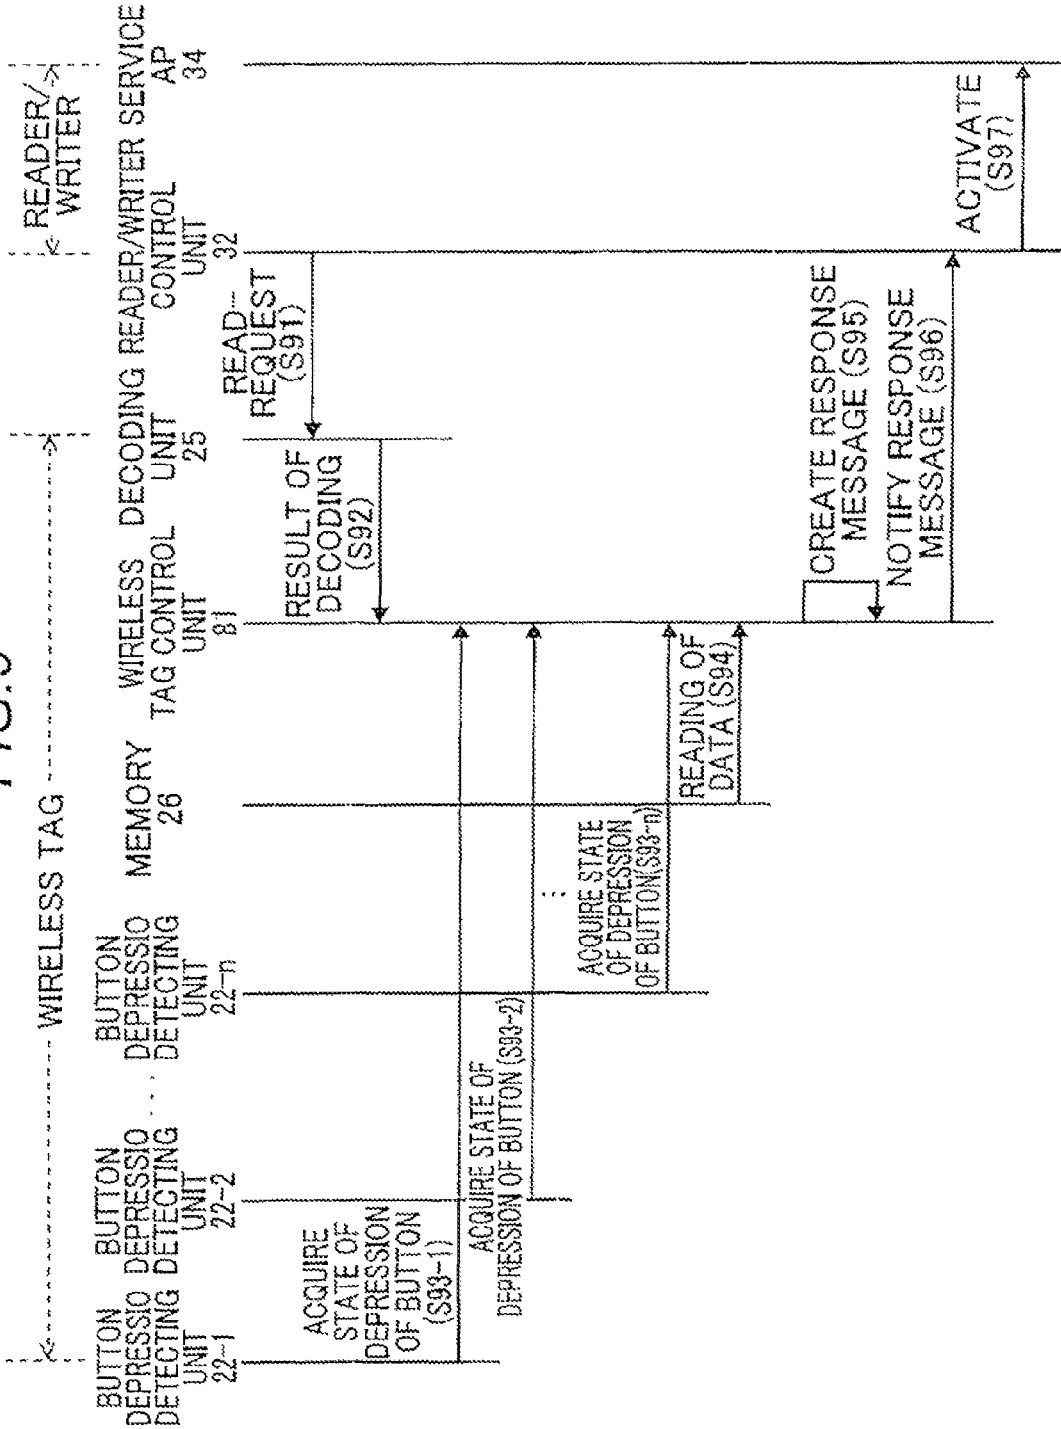 WIRELESS TAG
READER/
WRITER
BUTTON
DEPRESSIO
DETECTING
UNIT
22-1
BUTTON
DEPRESSIO
DETECTING
UNIT
22-2
....
BUTTON
DEPRESSIO
DETECTING
UNIT
22-n
MEMORY
26
WIRELESS
TAG CONTROL
UNIT
81
DECODING
UNIT
25
READER/WRITER
CONTROL
UNIT
32
SERVICE
AP
34
READ-
REQUEST
(S91)
RESULT OF
DECODING
(S92)
ACQUIRE
STATE OF
DEPRESSION
OF BUTTON
(S93-1)
ACQUIRE STATE OF
DEPRESSION OF BUTTON (S93-2)
...
ACQUIRE STATE
OF DEPRESSION
OF BUTTON(S93-n)
READING OF
DATA (S94)
CREATE RESPONSE
MESSAGE (S95)
NOTIFY RESPONSE
MESSAGE (S96)
ACTIVATE
(S97)